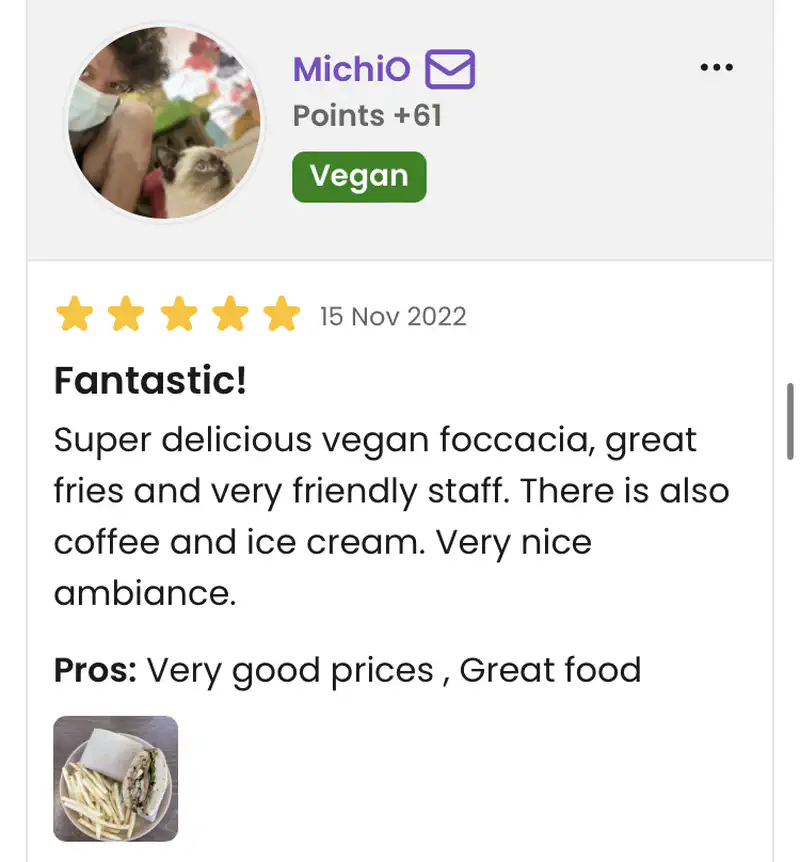 MichiO
Points +61
Vegan
15 Nov 2022
Fantastic!
Super delicious vegan foccacia, great
fries and very friendly staff. There is also
coffee and ice cream. Very nice
ambiance.
Pros: Very good prices , Great food